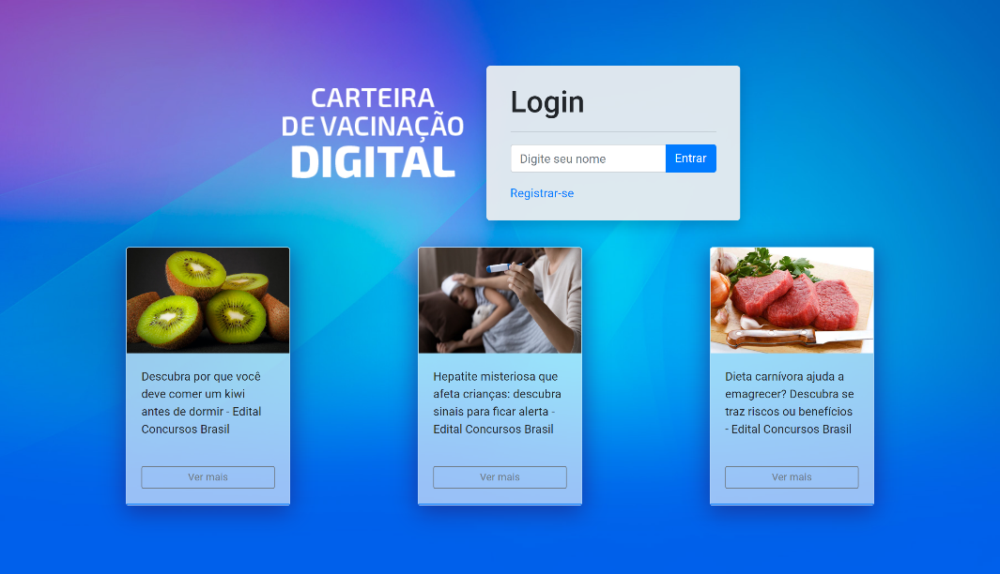 CARTEIRA
DE VACINAÇÃO
DIGITAL
Login
Digite seu nome
Entrar
Registrar-se
Descubra por que você
deve comer um kiwi
antes de dormir - Edital
Concursos Brasil
Ver mais
Hepatite misteriosa que
afeta crianças: descubra
sinais para ficar alerta -
Edital Concursos Brasil
Ver mais
Dieta carnívora ajuda a
emagrecer? Descubra se
traz riscos ou benefícios
- Edital Concursos Brasil
Ver mais